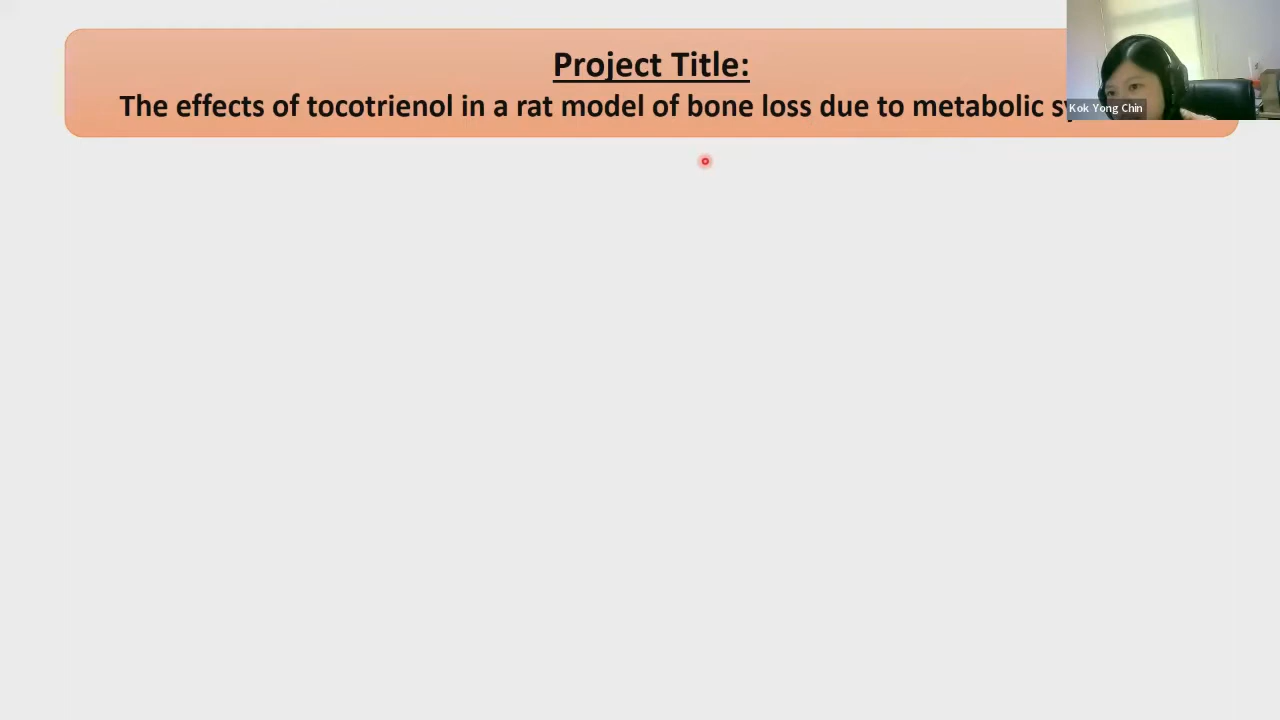 Project Title:
The effects of tocotrienol in a rat model of bone loss due to metabolic
Kok Yong Chin